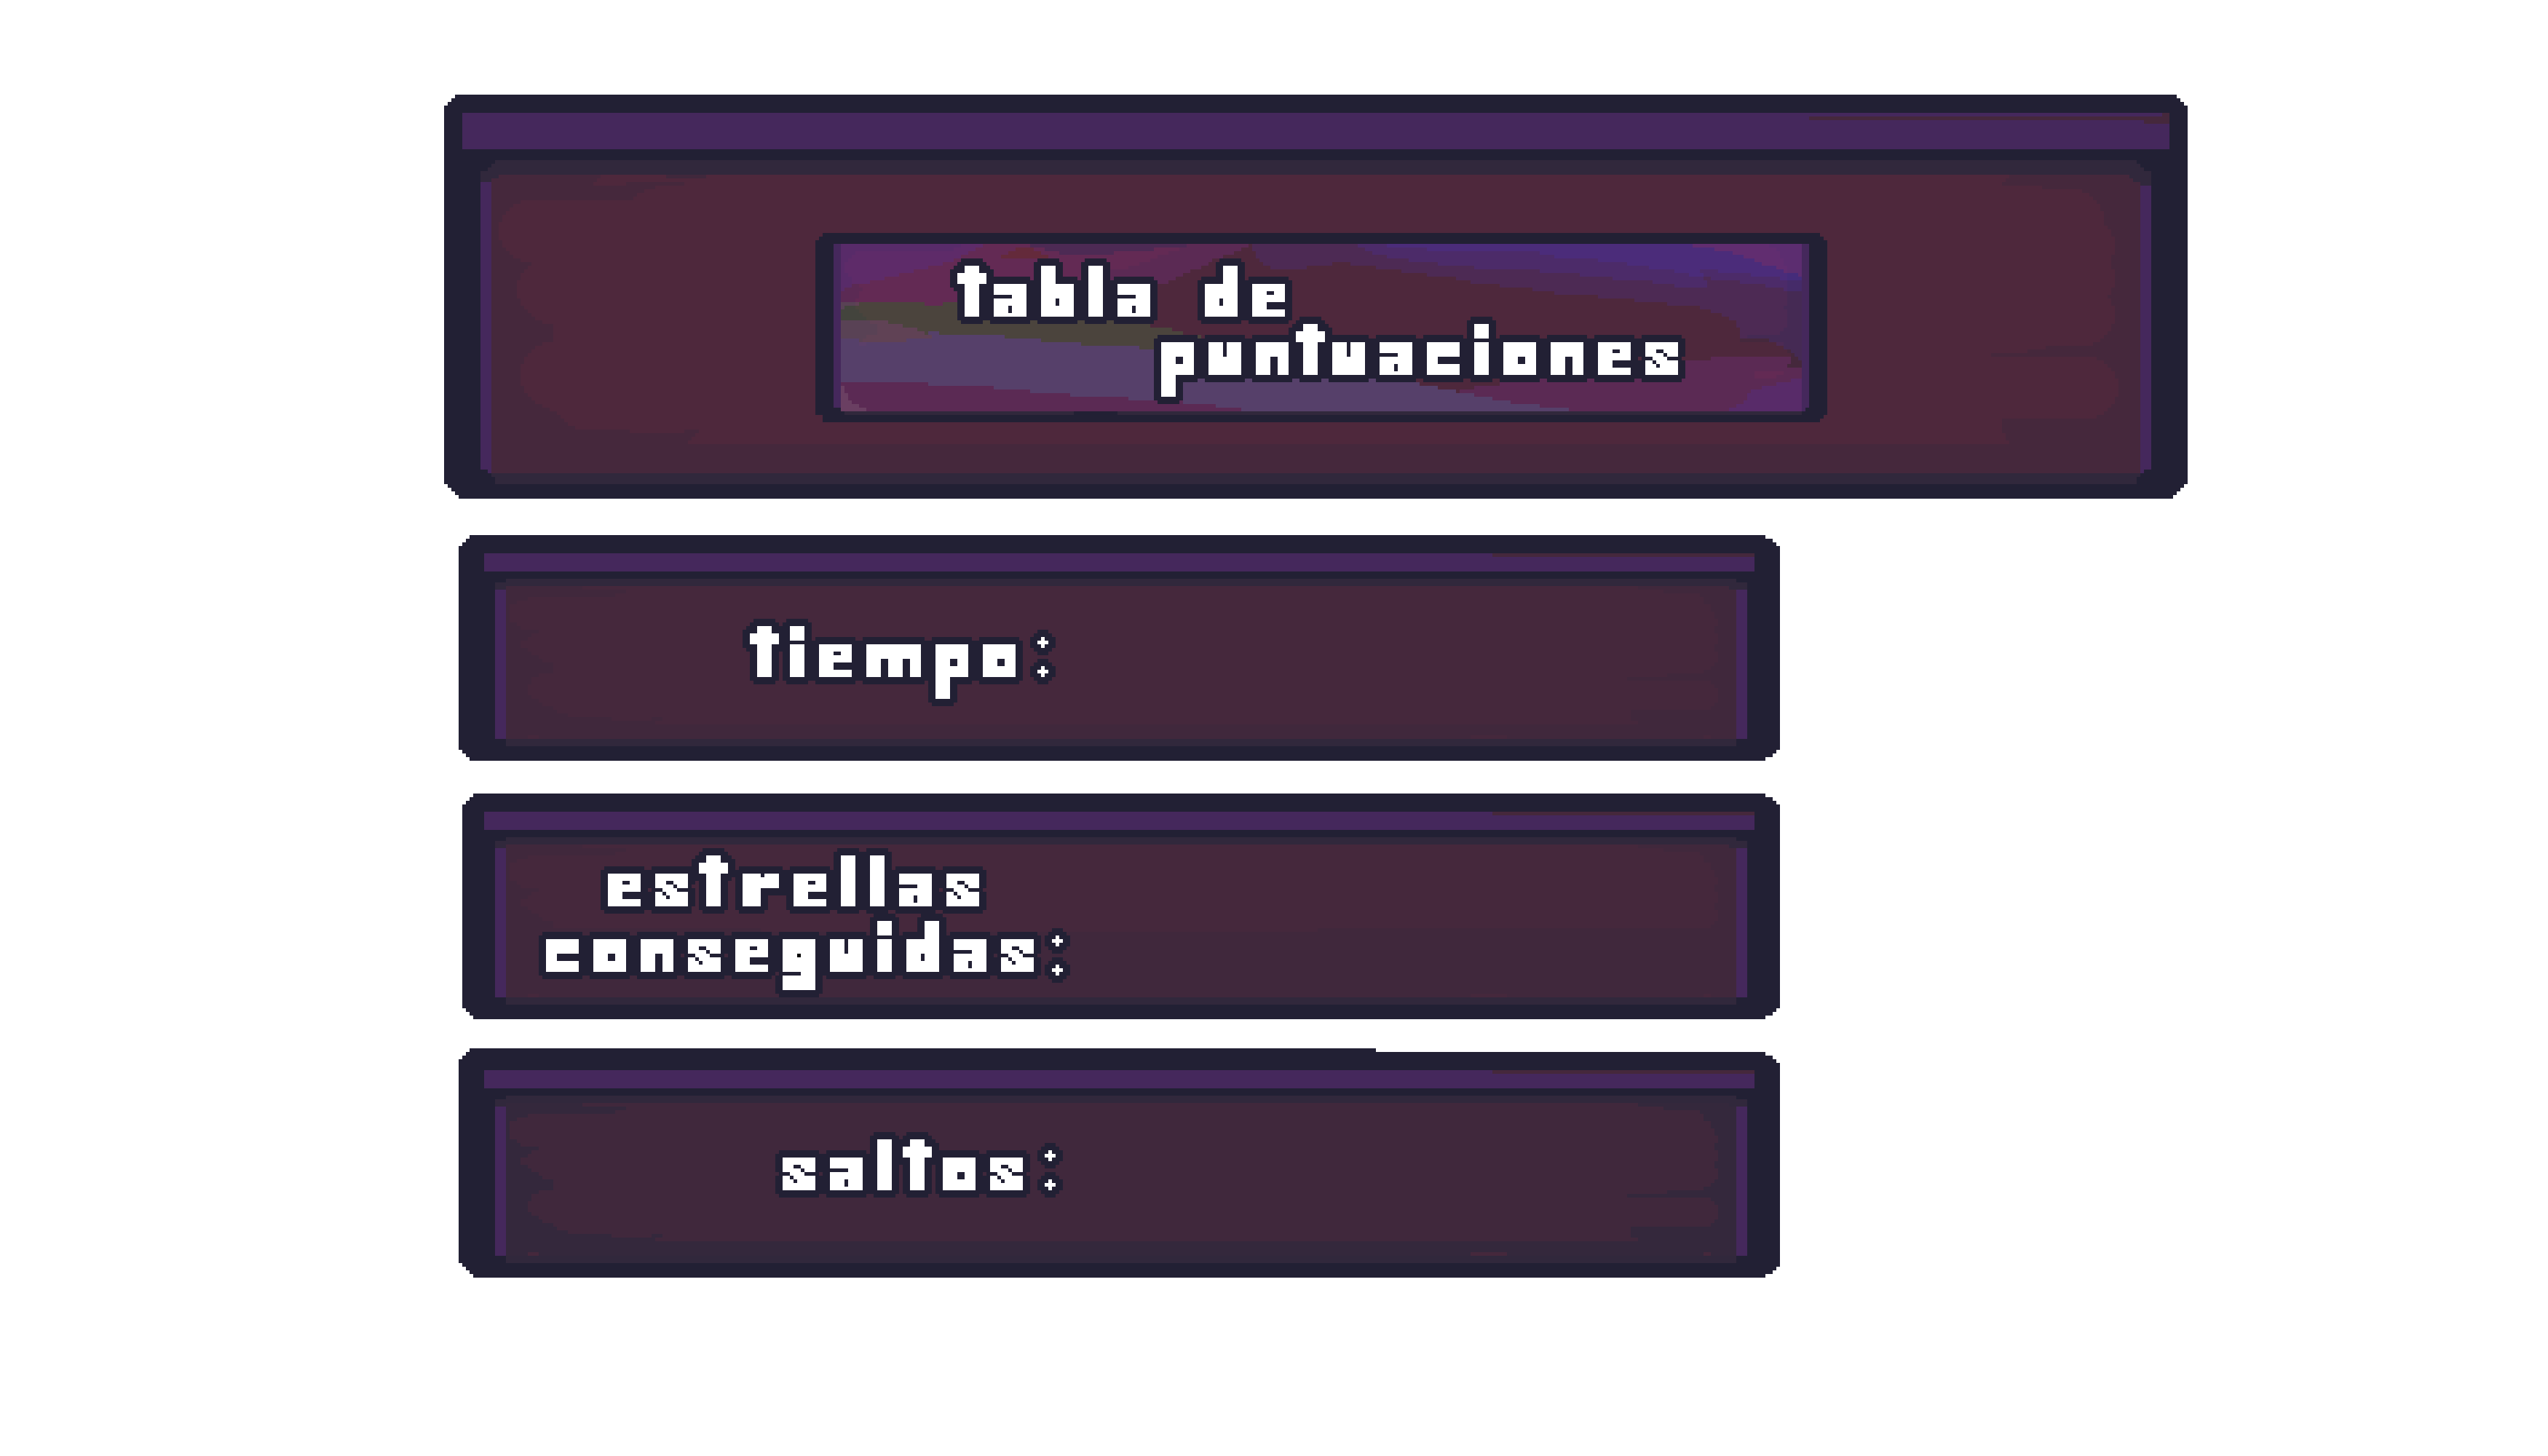 tabla de
puntuaciones
tiempo:
estrellas
conseguidas:
saltos: